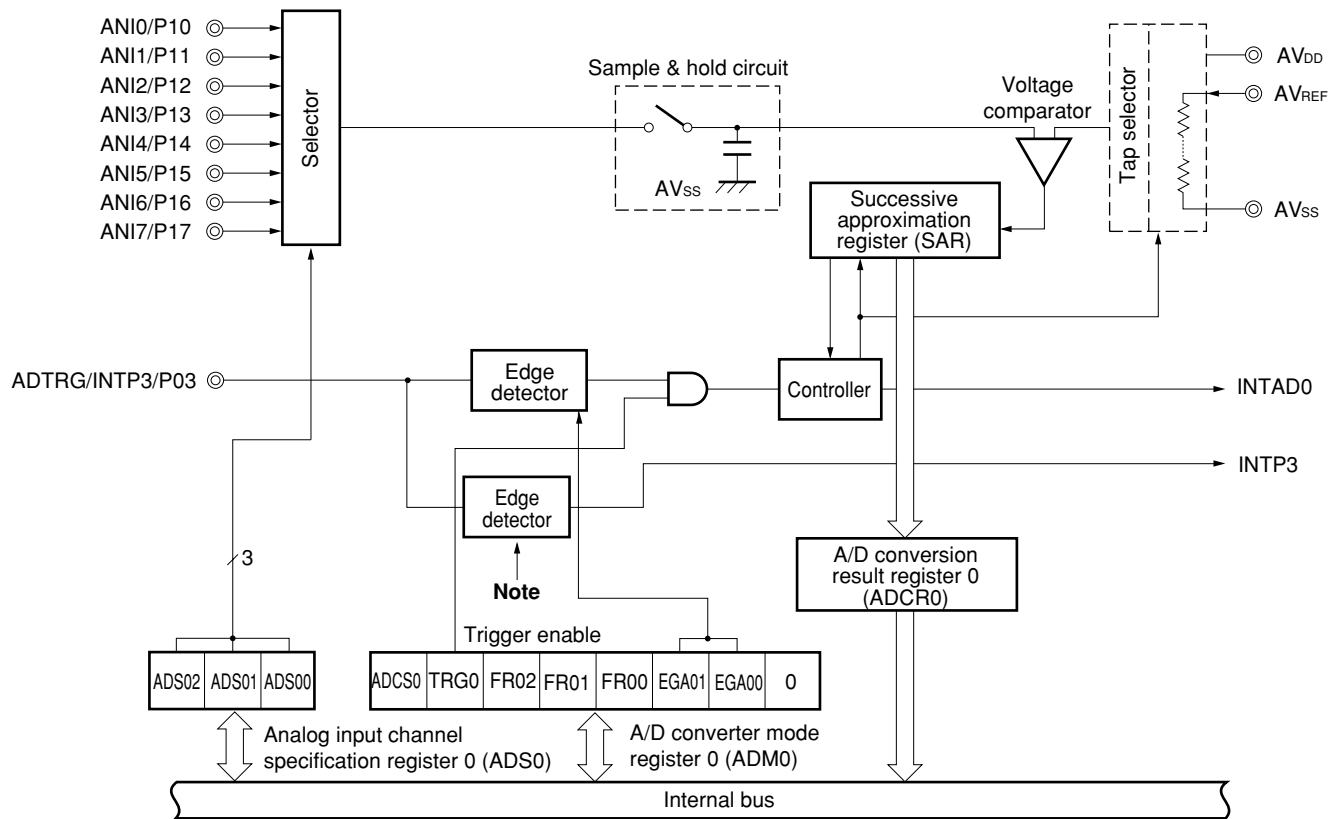 ANI0/P10
ANI1/P11
ANI2/P12
ANI3/P13
ANI4/P14
ANI5/P15
ANI6/P16
ANI7/P17
Selector
Sample & hold circuit
AVSS
Voltage
comparator
Tap selector
AVDD
AVREF
AVSS
Successive
approximation
register (SAR)
ADTRG/INTP3/P03
Edge
detector
Controller
INTAD0
INTP3
Edge
detector
Note
3
A/D conversion
result register 0
(ADCR0)
Trigger enable
ADS02 ADS01 ADS00
ADCS0 TRG0 FR02 FR01 FR00 EGA01 EGA00 0
Analog input channel
specification register 0 (ADS0)
A/D converter mode
register 0 (ADM0)
Internal bus